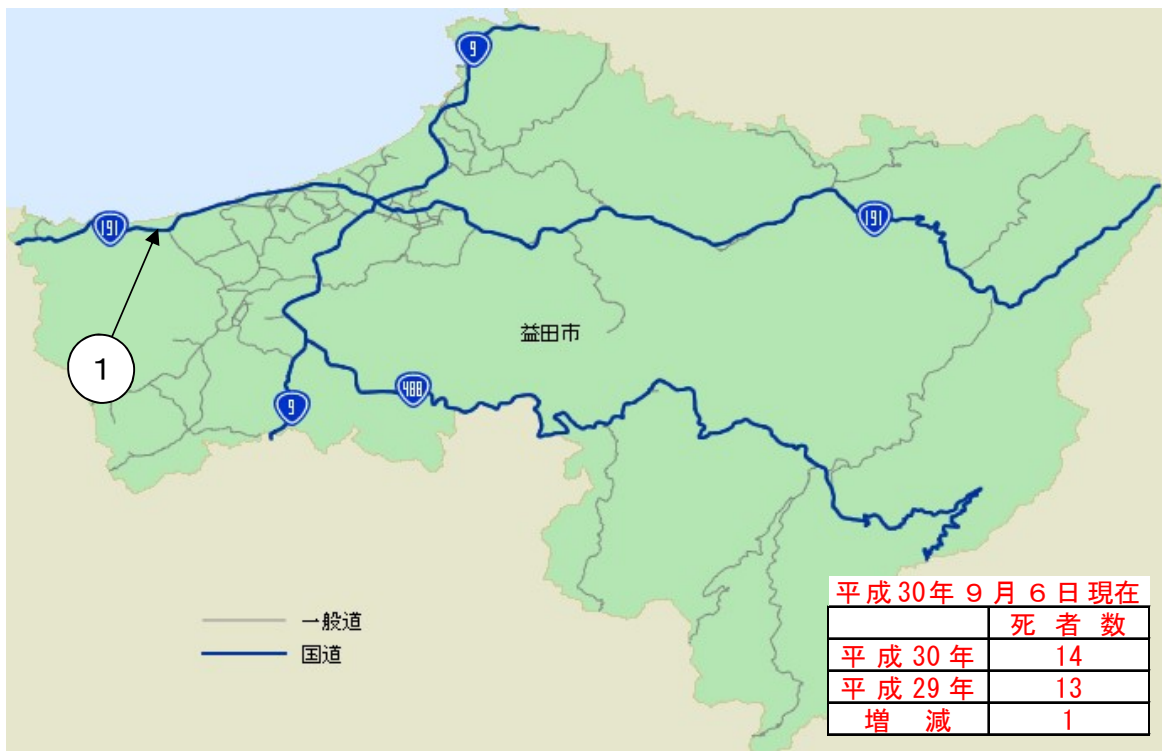 9
191
191
1
益田市
488
9
平成30年9月6日現在
死者数
平成30年 14
平成29年 13
増減 1
一般道
国道